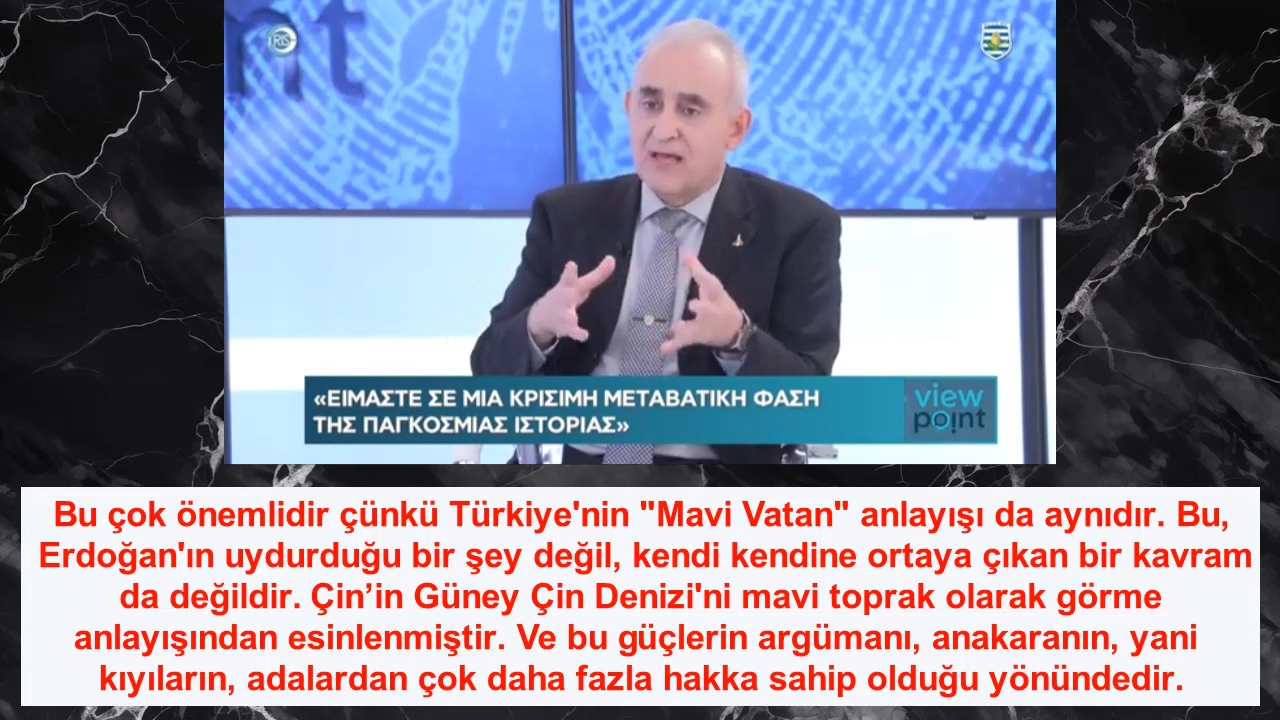 nt
IRIS
«ΕΙΜΑΣΤΕ ΣΕ ΜΙΑ ΚΡΙΣΙΜΗ ΜΕΤΑΒΑΤΙΚΗ ΦΑΣΗ
ΤΗΣ ΠΑΓΚΟΣΜΙΑΣ ΙΣΤΟΡΙΑΣ»
view
point
Bu çok önemlidir çünkü Türkiye'nin "Mavi Vatan" anlayışı da aynıdır. Bu,
Erdoğan'ın uydurduğu bir şey değil, kendi kendine ortaya çıkan bir kavram
da değildir. Çin’in Güney Çin Denizi'ni mavi toprak olarak görme
anlayışından esinlenmiştir. Ve bu güçlerin argümanı, anakaranın, yani
kıyıların, adalardan çok daha fazla hakka sahip olduğu yönündedir.